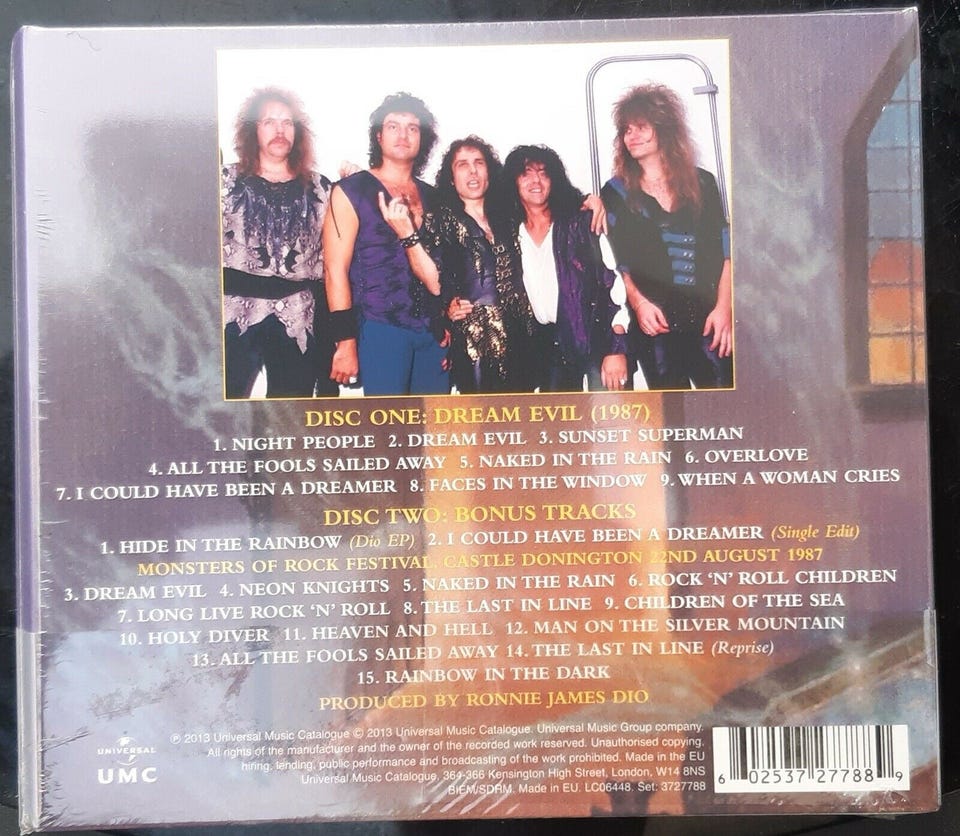 DISC ONE: DREAM EVIL (1987)
1. NIGHT PEOPLE 2. DREAM EVIL 3. SUNSET SUPERMAN
4. ALL THE FOOLS SAILED AWAY 5. NAKED IN THE RAIN 6. OVERLOVE
7. I COULD HAVE BEEN A DREAMER 8. FACES IN THE WINDOW 9. WHEN A WOMAN CRIES
DISC TWO: BONUS TRACKS
1. HIDE IN THE RAINBOW (Dio EP) 2. I COULD HAVE BEEN A DREAMER (Single Edit)
MONSTERS OF ROCK FESTIVAL, CASTLE DONINGTON 22ND AUGUST 1987
3. DREAM EVIL 4. NEON KNIGHTS 5. NAKED IN THE RAIN 6. ROCK ‘N’ ROLL CHILDREN
7. LONG LIVE ROCK ‘N’ ROLL 8. THE LAST IN LINE 9. CHILDREN OF THE SEA
10. HOLY DIVER 11. HEAVEN AND HELL 12. MAN ON THE SILVER MOUNTAIN
13. ALL THE FOOLS SAILED AWAY 14. THE LAST IN LINE (Reprise)
15. RAINBOW IN THE DARK
PRODUCED BY RONNIE JAMES DIO
UNIVERSAL
UMC
℗ 2013 Universal Music Catalogue © 2013 Universal Music Catalogue. Universal Music Group company.
All rights of the manufacturer and the owner of the recorded work reserved. Unauthorised copying,
hiring, lending, public performance and broadcasting of the work prohibited. Made in the EU
Universal Music Catalogue, 364-366 Kensington High Street, London, W14 8NS
BIEM/SDRM. Made in EU. LC06448. Set: 3727788
6 02537 27788 9